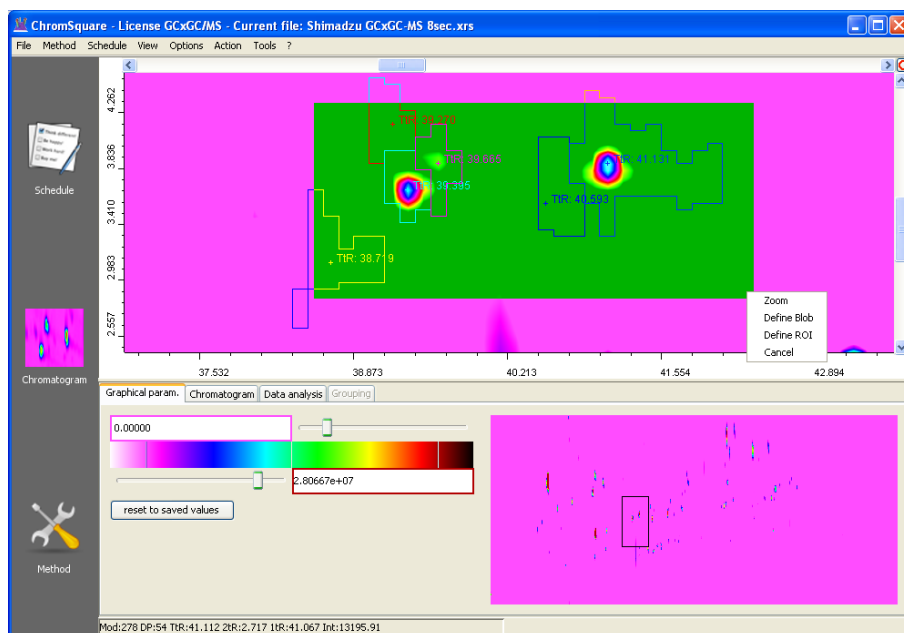 ChromSquare - License GCxGC/MS - Current file: Shimadzu GCxGC-MS 8sec.xrs
File Method Schedule View Options Action Tools ?
4.262
3.836
3.410
2.983
2.557
TtR: 39.270
TtR: 39.395
TtR: 41.131
TtR: 40.593
TtR: 38.719
Schedule
Zoom
Define Blob
Define ROI
Cancel
37.532 38.873 40.213 41.554 42.894
Chromatogram
Graphical param. Chromatogram Data analysis Grouping
0.00000
2.80667e+07
reset to saved values
Method
Mod:278 DP:54 TtR:41.112 2tR:2.717 1tR:41.067 Int:13195.91